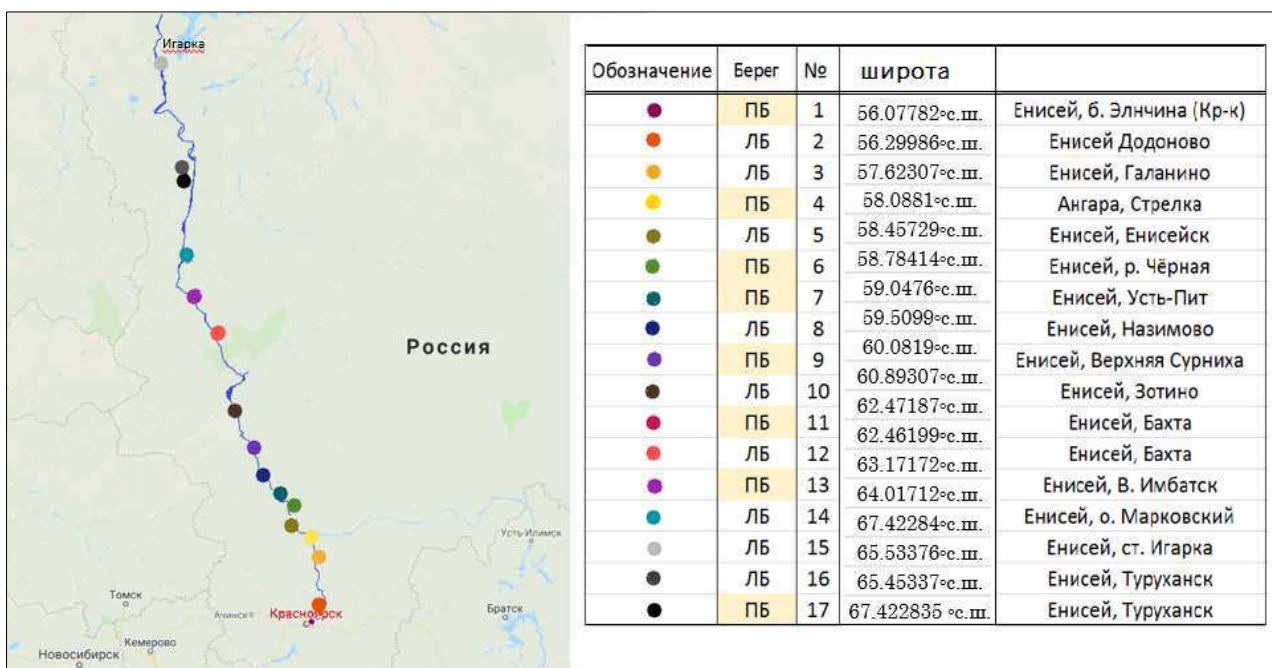 Игарка
Россия
Усть-Илимск
Томск
Ачинск
Красноярск
Братск
Кемерово
Новосибирск
Обозначение Берег № широта
ПБ 1 56.07782°с.ш. Енисей, б. Элнчина (Кр-к)
ЛБ 2 56.29986°с.ш. Енисей Додоново
ЛБ 3 57.62307°с.ш. Енисей, Галанино
ПБ 4 58.0881°с.ш. Ангара, Стрелка
ЛБ 5 58.45729°с.ш. Енисей, Енисейск
ПБ 6 58.78414°с.ш. Енисей, р. Чёрная
ПБ 7 59.0476°с.ш. Енисей, Усть-Пит
ЛБ 8 59.5099°с.ш. Енисей, Назимово
ПБ 9 60.0819°с.ш. Енисей, Верхняя Сурниха
ЛБ 10 60.89307°с.ш. Енисей, Зотино
ПБ 11 62.47187°с.ш. Енисей, Бахта
ЛБ 12 62.46199°с.ш. Енисей, Бахта
ПБ 13 63.17172°с.ш. Енисей, В. Имбатск
ЛБ 14 64.01712°с.ш. Енисей, о. Марковский
ЛБ 15 67.42284°с.ш. Енисей, ст. Игарка
ЛБ 16 65.53376°с.ш. Енисей, Туруханск
ПБ 17 65.45337°с.ш. Енисей, Туруханск
67.422835 °с.ш.